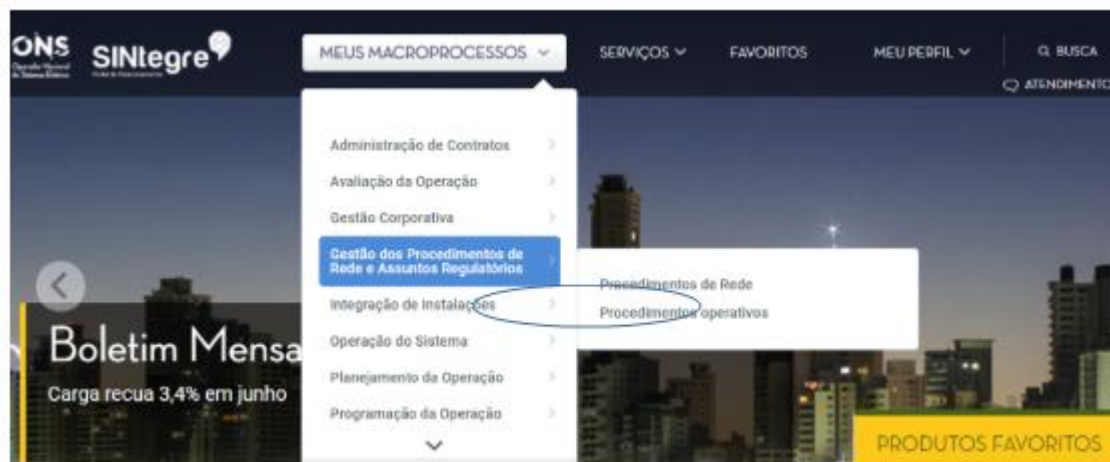 ONS
SINtegre
MEUS MACROPROCESSOS
SERVIÇOS
FAVORITOS
MEU PERFIL
BUSCA
ATENDIMENTO
Administração de Contratos
Avaliação da Operação
Gestão Corporativa
Gestão dos Procedimentos de
Rede e Assuntos Regulatórios
Integração de Instalações
Operação do Sistema
Planejamento da Operação
Programação da Operação
Procedimentos de Rede
Procedimentos operativos
Boletim Mensa
Carga recua 3,4% em junho
PRODUTOS FAVORITOS